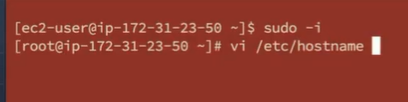 [ec2-user@ip-172-31-23-50 ~]$ sudo -i
[root@ip-172-31-23-50 ~]# vi /etc/hostname